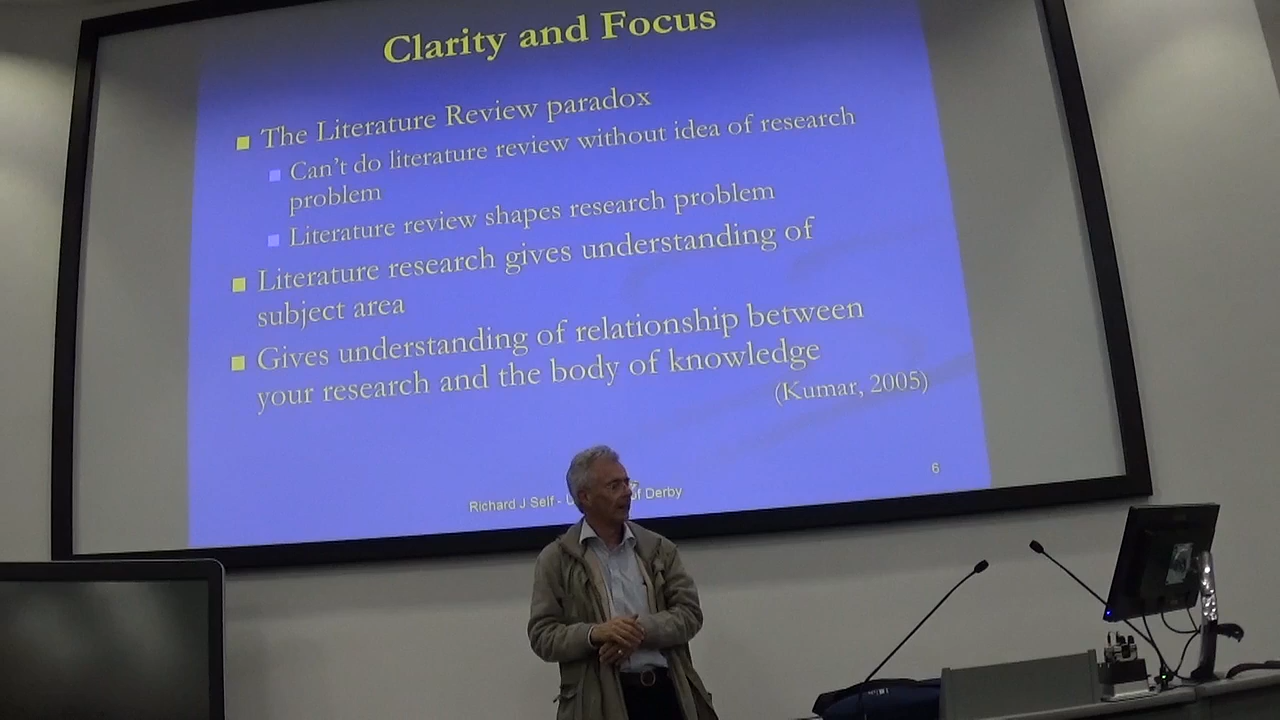 Clarity and Focus
The Literature Review paradox
Can't do literature review without idea of research
problem
Literature review shapes research problem
Literature research gives understanding of
subject area
Gives understanding of relationship between
your research and the body of knowledge
(Kumar, 2005)
6
Richard J Self - of Derby